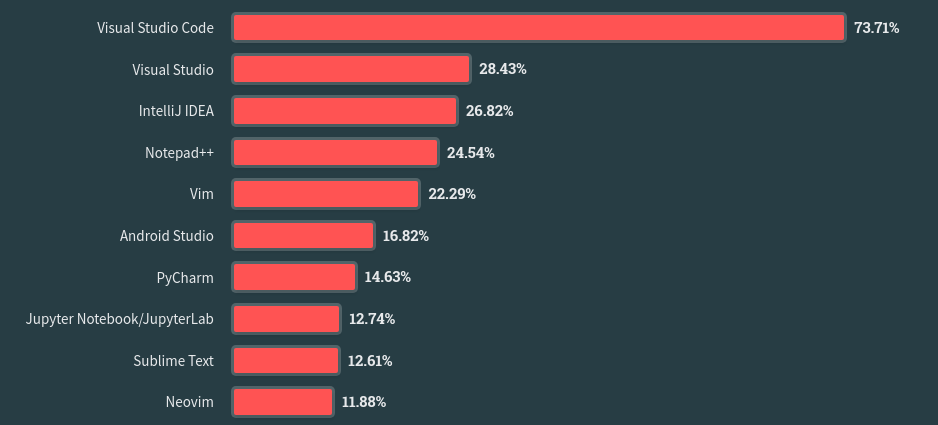 Visual Studio Code 73.71%
Visual Studio 28.43%
IntelliJ IDEA 26.82%
Notepad++ 24.54%
Vim 22.29%
Android Studio 16.82%
PyCharm 14.63%
Jupyter Notebook/JupyterLab 12.74%
Sublime Text 12.61%
Neovim 11.88%